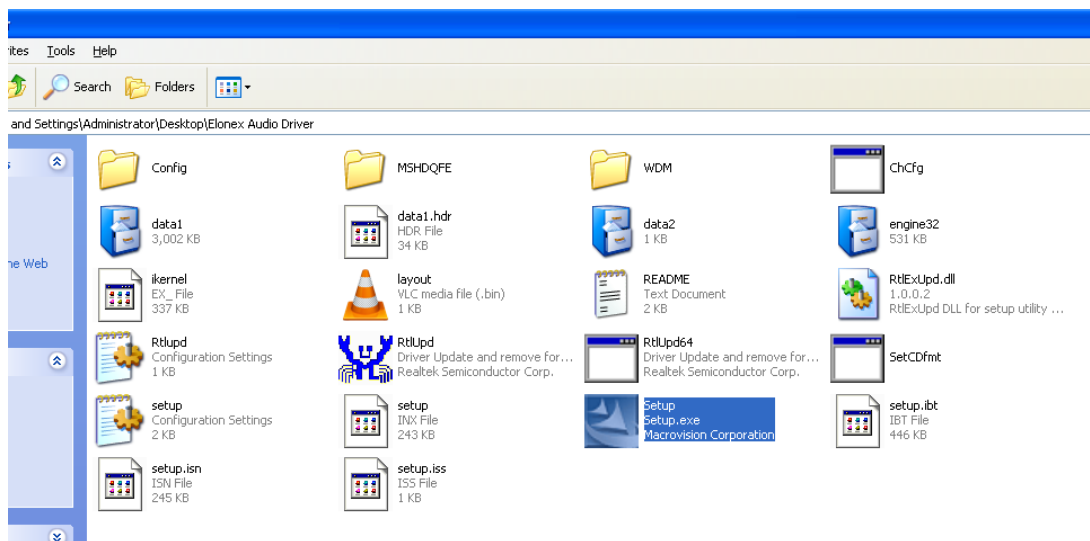 Tools Help
Search Folders
and Settings\Administrator\Desktop\Elonex Audio Driver
Config
MSHDQFE
WDM
ChCfg
data1
3,002 KB
data1.hdr
HDR File
34 KB
data2
1 KB
engine32
531 KB
ne Web
ikernel
EX_ File
337 KB
layout
VLC media file (.bin)
1 KB
README
Text Document
2 KB
RtlExUpd.dll
1.0.0.2
RtlExUpd DLL for setup utility ...
Rtlupd
Configuration Settings
1 KB
RtlUpd
Driver Update and remove for...
Realtek Semiconductor Corp.
RtlUpd64
Driver Update and remove for...
Realtek Semiconductor Corp.
SetCDfmt
setup
Configuration Settings
2 KB
setup
INX File
243 KB
Setup
Setup.exe
Macrovision Corporation
setup.ibt
IBT File
446 KB
setup.isn
ISN File
245 KB
setup.iss
ISS File
1 KB